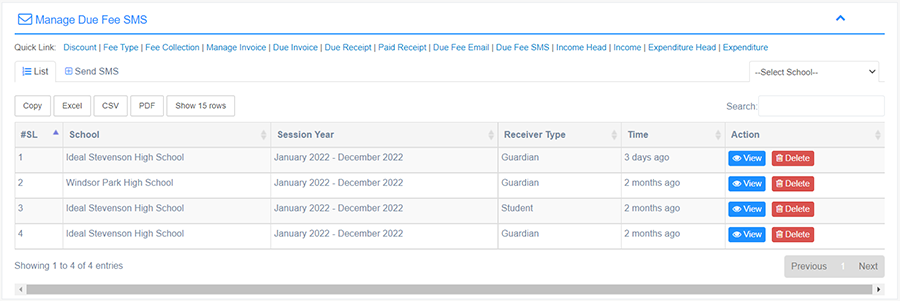 Manage Due Fee SMS
Quick Link: Discount | Fee Type | Fee Collection | Manage Invoice | Due Invoice | Due Receipt | Paid Receipt | Due Fee Email | Due Fee SMS | Income Head | Income | Expenditure Head | Expenditure
List Send SMS --Select School--
Copy Excel CSV PDF Show 15 rows Search:
#SL School Session Year Receiver Type Time Action
1 Ideal Stevenson High School January 2022 - December 2022 Guardian 3 days ago View Delete
2 Windsor Park High School January 2022 - December 2022 Guardian 2 months ago View Delete
3 Ideal Stevenson High School January 2022 - December 2022 Student 2 months ago View Delete
4 Ideal Stevenson High School January 2022 - December 2022 Guardian 2 months ago View Delete
Showing 1 to 4 of 4 entries Previous 1 Next